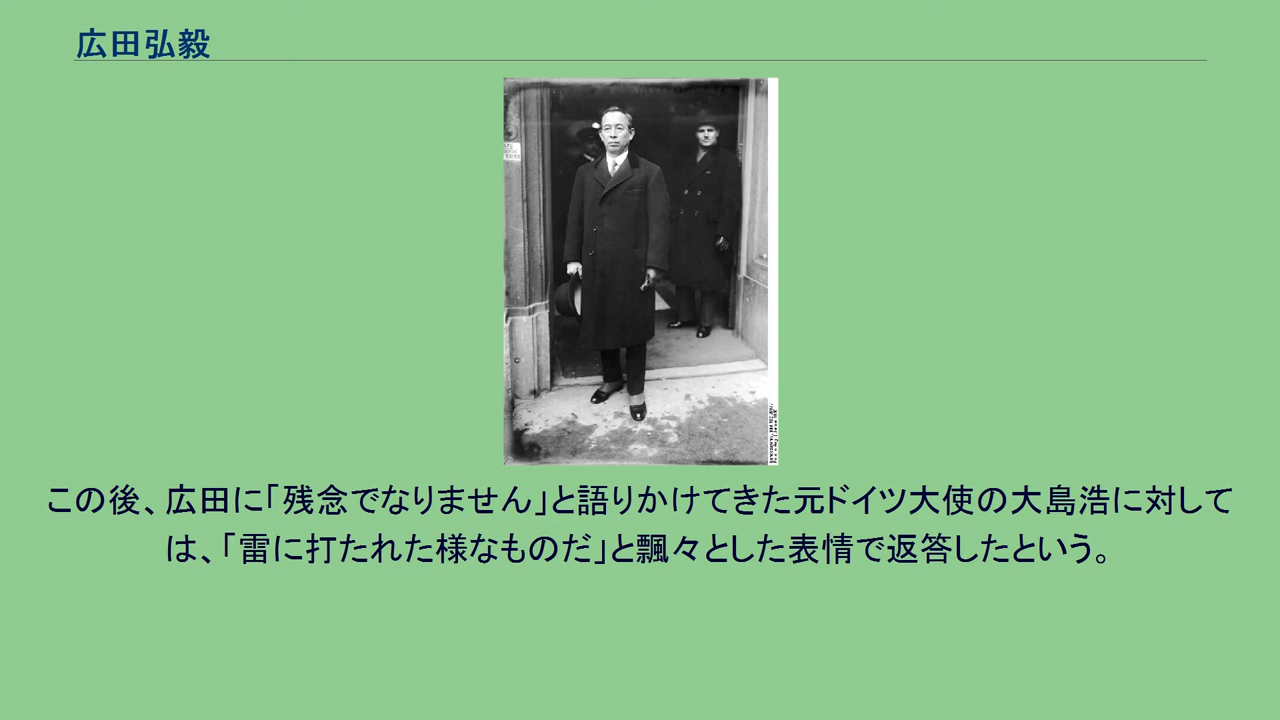 広田弘毅
この後、広田に「残念でなりません」と語りかけてきた元ドイツ大使の大島浩に対して
は、「雷に打たれた様なものだ」と飄々とした表情で返答したという。